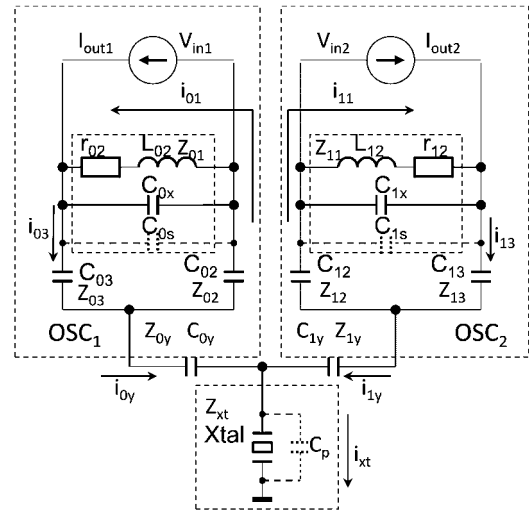 I_out1 V_in1 V_in2 I_out2
i_01 i_11
r_02 L_02 Z_01 Z_11 L_12 r_12
C_0x C_1x
C_0s C_1s
i_03 i_13
C_03 C_02 C_12 C_13
Z_03 Z_02 Z_12 Z_13
OSC_1 Z_0y C_0y C_1y Z_1y OSC_2
i_0y i_1y
Z_xt
Xtal C_p i_xt